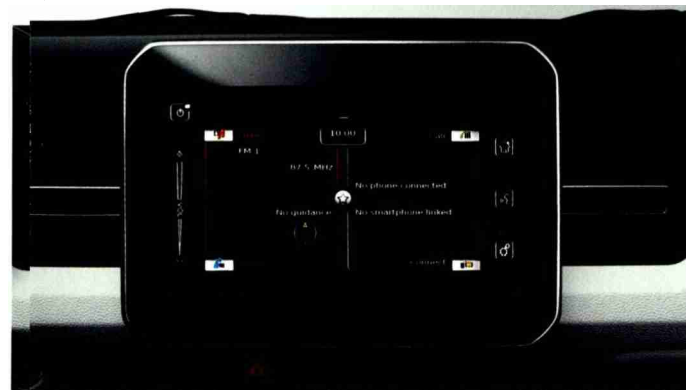 10:00
FM 1
87.5 MHz
No phone connected
No guidance
No smartphone linked